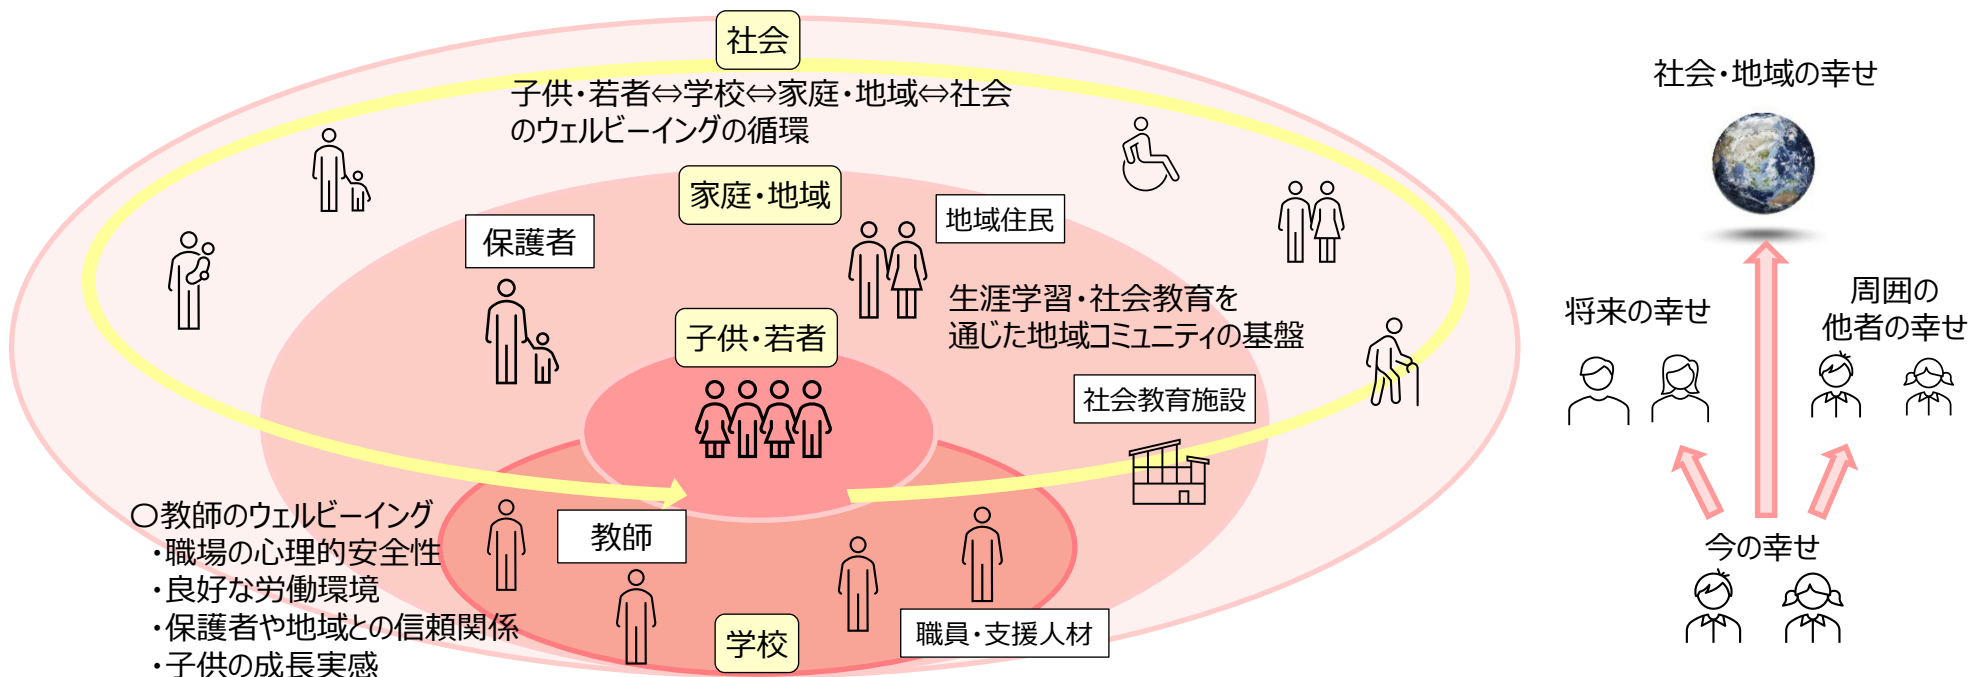 社会
子供・若者⇔学校⇔家庭・地域⇔社会
のウェルビーイングの循環
家庭・地域
保護者
地域住民
生涯学習・社会教育を
通じた地域コミュニティの基盤
子供・若者
社会教育施設
〇教師のウェルビーイング
・職場の心理的安全性
・良好な労働環境
・保護者や地域との信頼関係
・子供の成長実感
教師
職員・支援人材
学校
社会・地域の幸せ
将来の幸せ
周囲の
他者の幸せ
今の幸せ